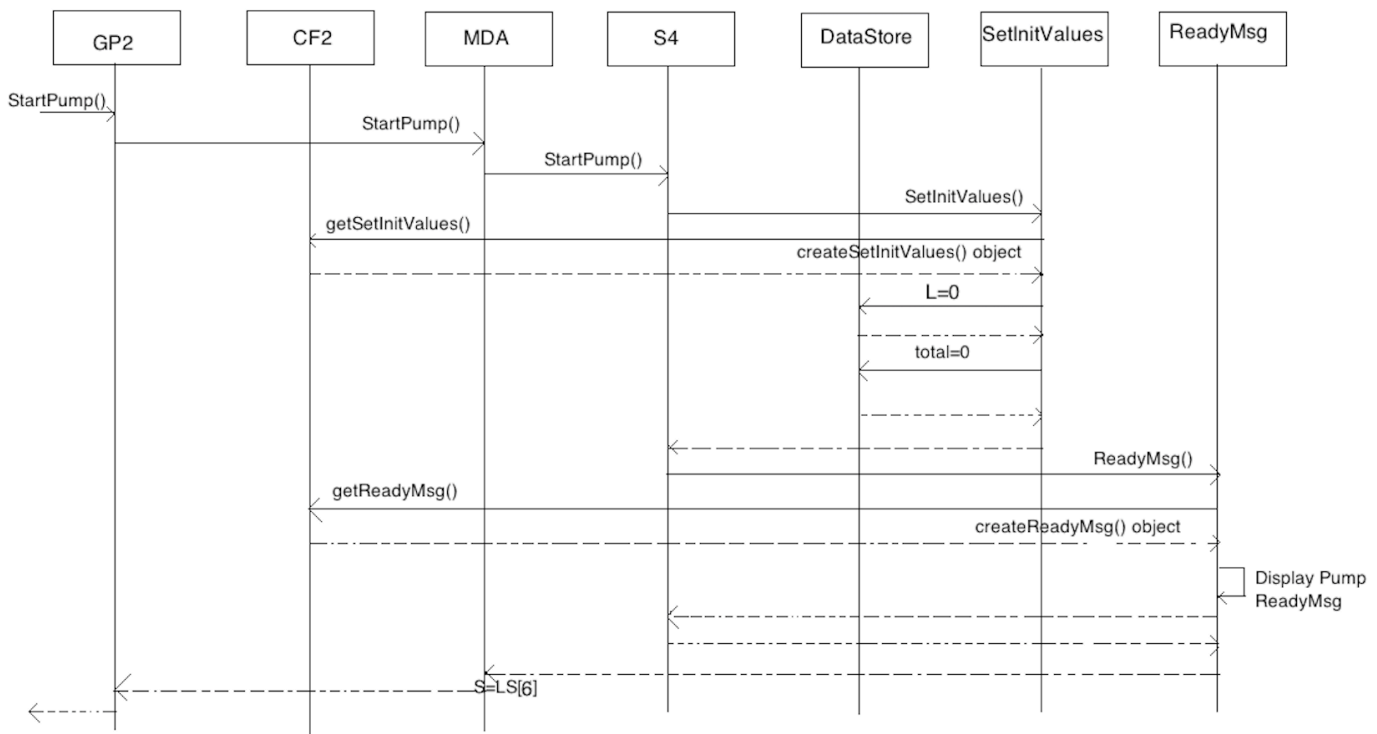 GP2
CF2
MDA
S4
DataStore
SetInitValues
ReadyMsg
StartPump()
StartPump()
StartPump()
SetInitValues()
getSetInitValues()
createSetInitValues() object
L=0
total=0
ReadyMsg()
getReadyMsg()
createReadyMsg() object
Display Pump
ReadyMsg
S=LS[6]